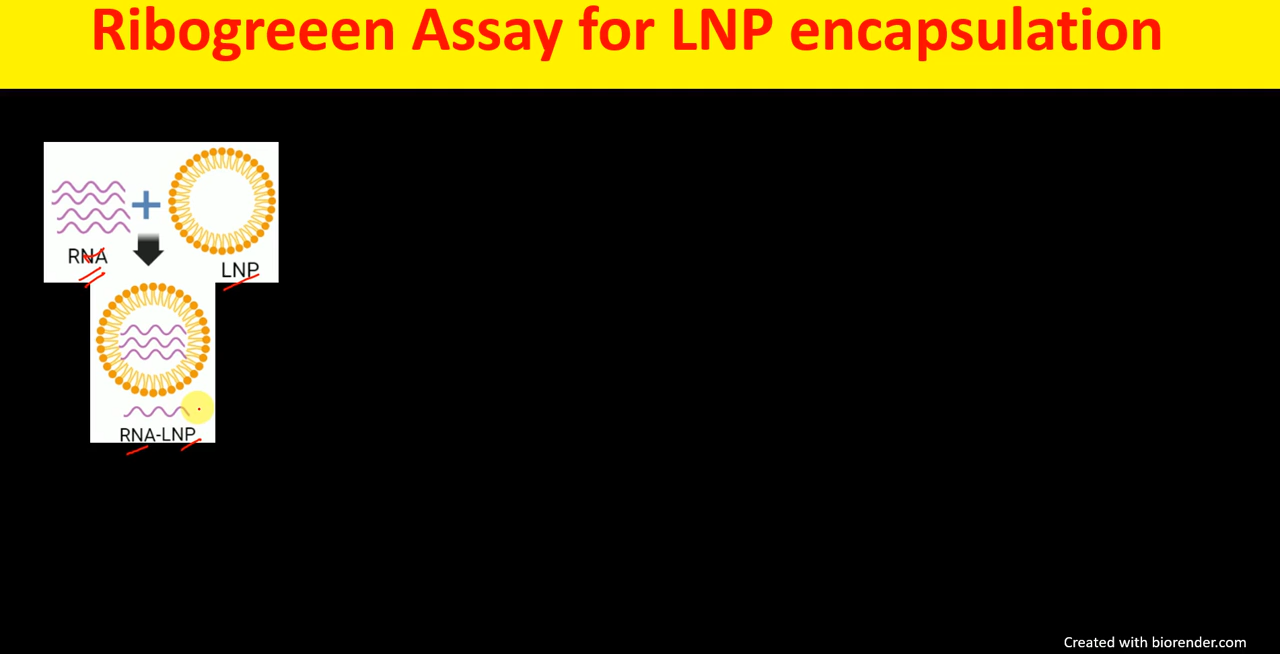 Ribogreeen Assay for LNP encapsulation
RNA
LNP
RNA-LNP
Created with biorender.com